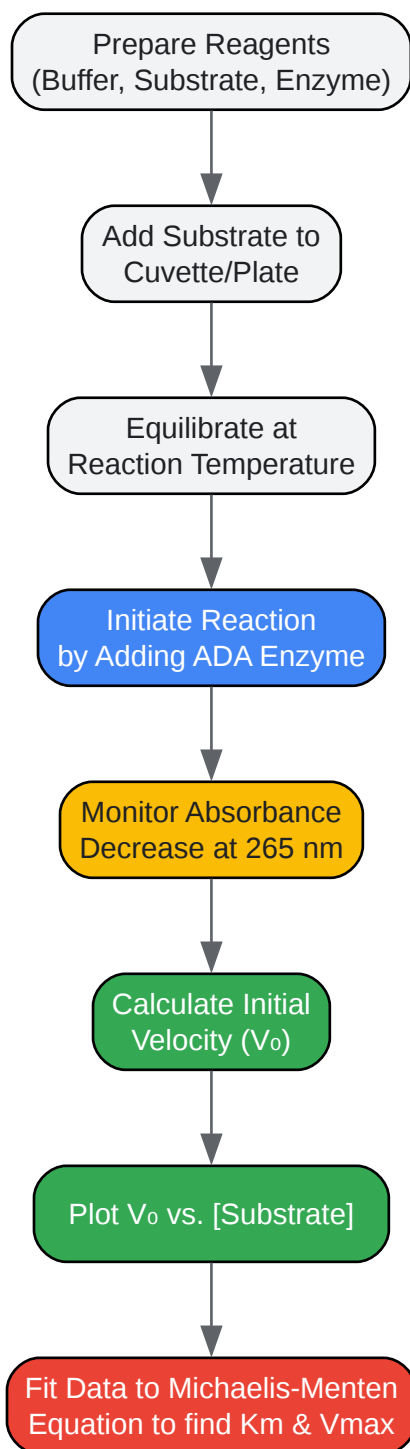 Prepare Reagents
(Buffer, Substrate, Enzyme)
Add Substrate to
Cuvette/Plate
Equilibrate at
Reaction Temperature
Initiate Reaction
by Adding ADA Enzyme
Monitor Absorbance
Decrease at 265 nm
Calculate Initial
Velocity (V₀)
Plot V₀ vs. [Substrate]
Fit Data to Michaelis-Menten
Equation to find Km & Vmax